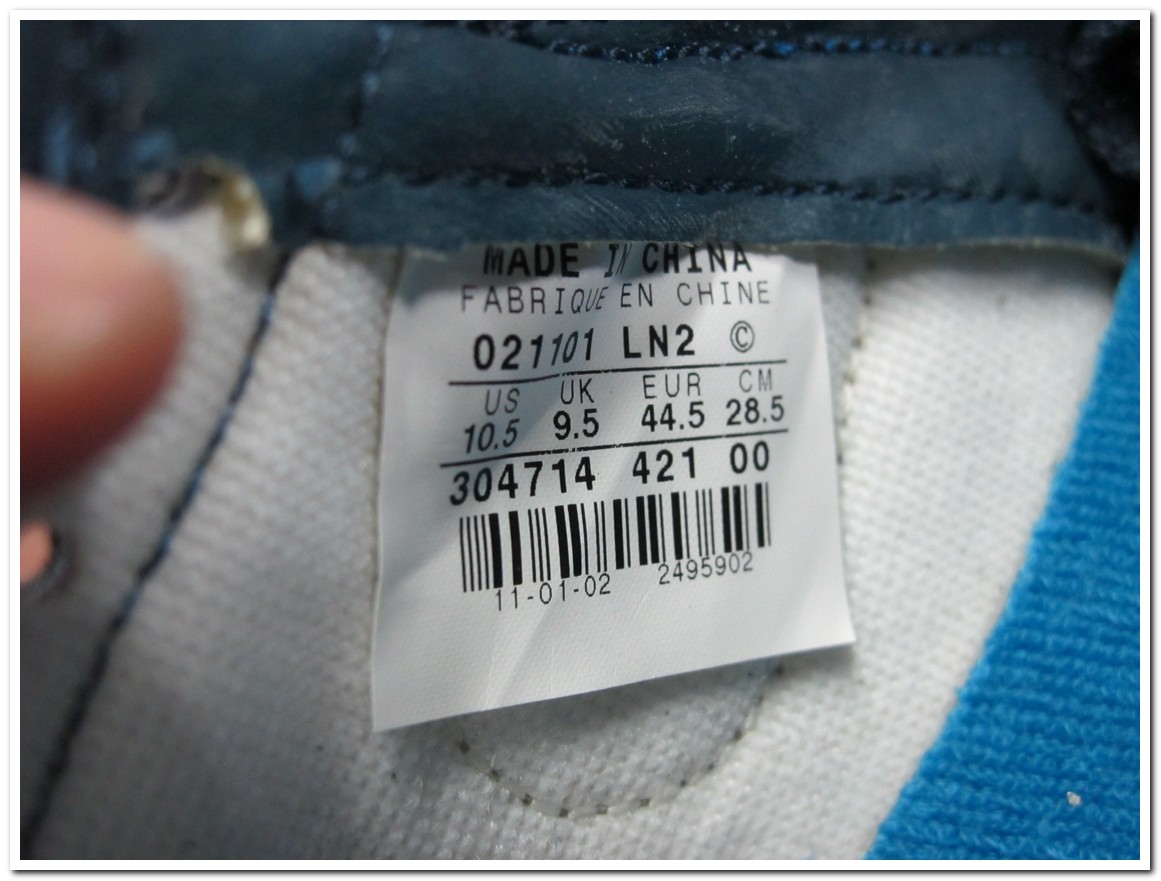 MADE IN CHINA
FABRIQUE EN CHINE
021101 LN2 ©
US UK EUR CM
10.5 9.5 44.5 28.5
304714 421 00
11-01-02 2495902